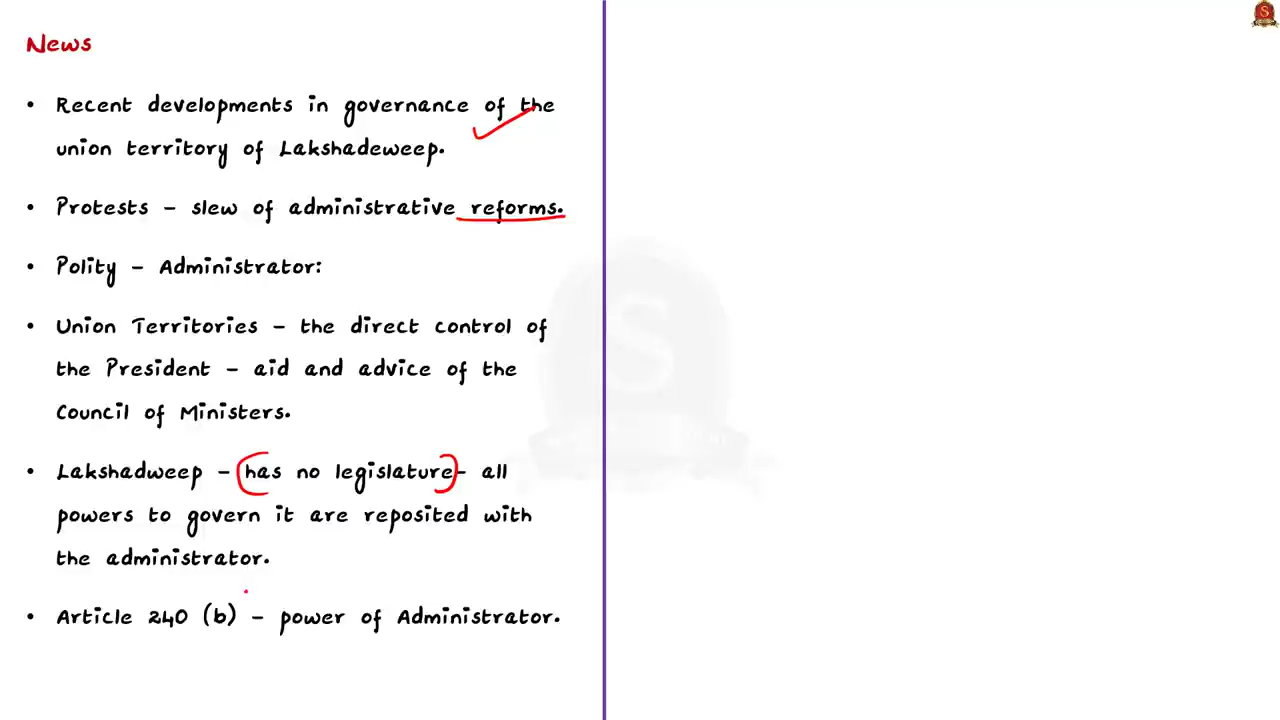 News
• Recent developments in governance of the
union territory of Lakshadeweep.
• Protests - slew of administrative reforms.
• Polity - Administrator:
• Union Territories - the direct control of
the President - aid and advice of the
Council of Ministers.
• Lakshadweep - has no legislature - all
powers to govern it are reposited with
the administrator.
• Article 240 (b) - power of Administrator.